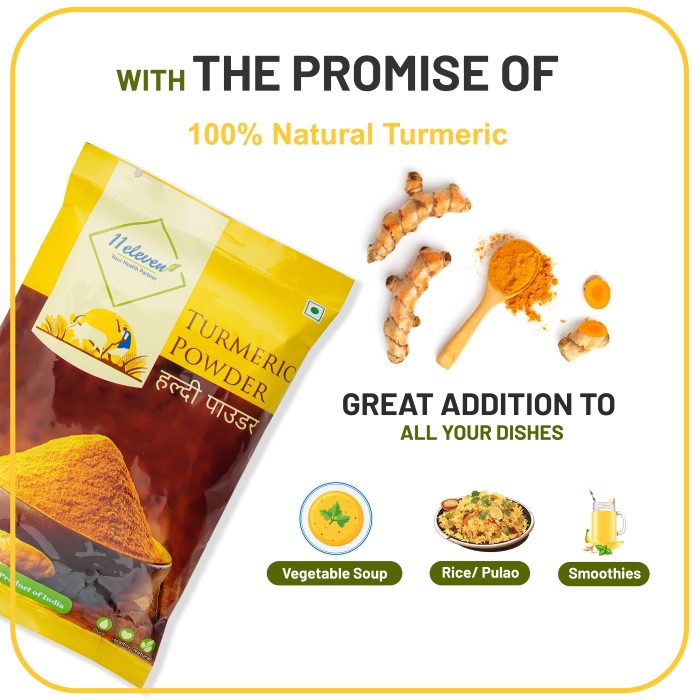 WITH THE PROMISE OF
100% Natural Turmeric
11eleven
Your Health Partner
TURMERIC
POWDER
हल्दी पाउडर
GREAT ADDITION TO
ALL YOUR DISHES
Vegetable Soup
Rice/ Pulao
Smoothies
Product of India